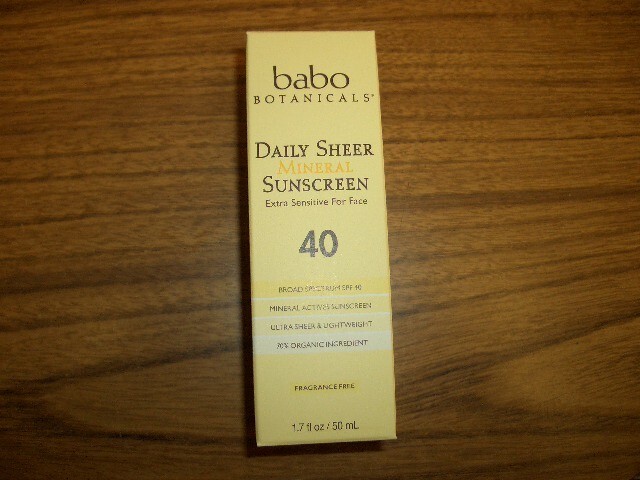 babo
BOTANICALS
DAILY SHEER
MINERAL
SUNSCREEN
Extra Sensitive For Face
40
BROAD SPECTRUM SPF 40
MINERAL ACTIVES SUNSCREEN
ULTRA SHEER & LIGHTWEIGHT
70% ORGANIC INGREDIENT
FRAGRANCE FREE
1.7 fl oz / 50 mL